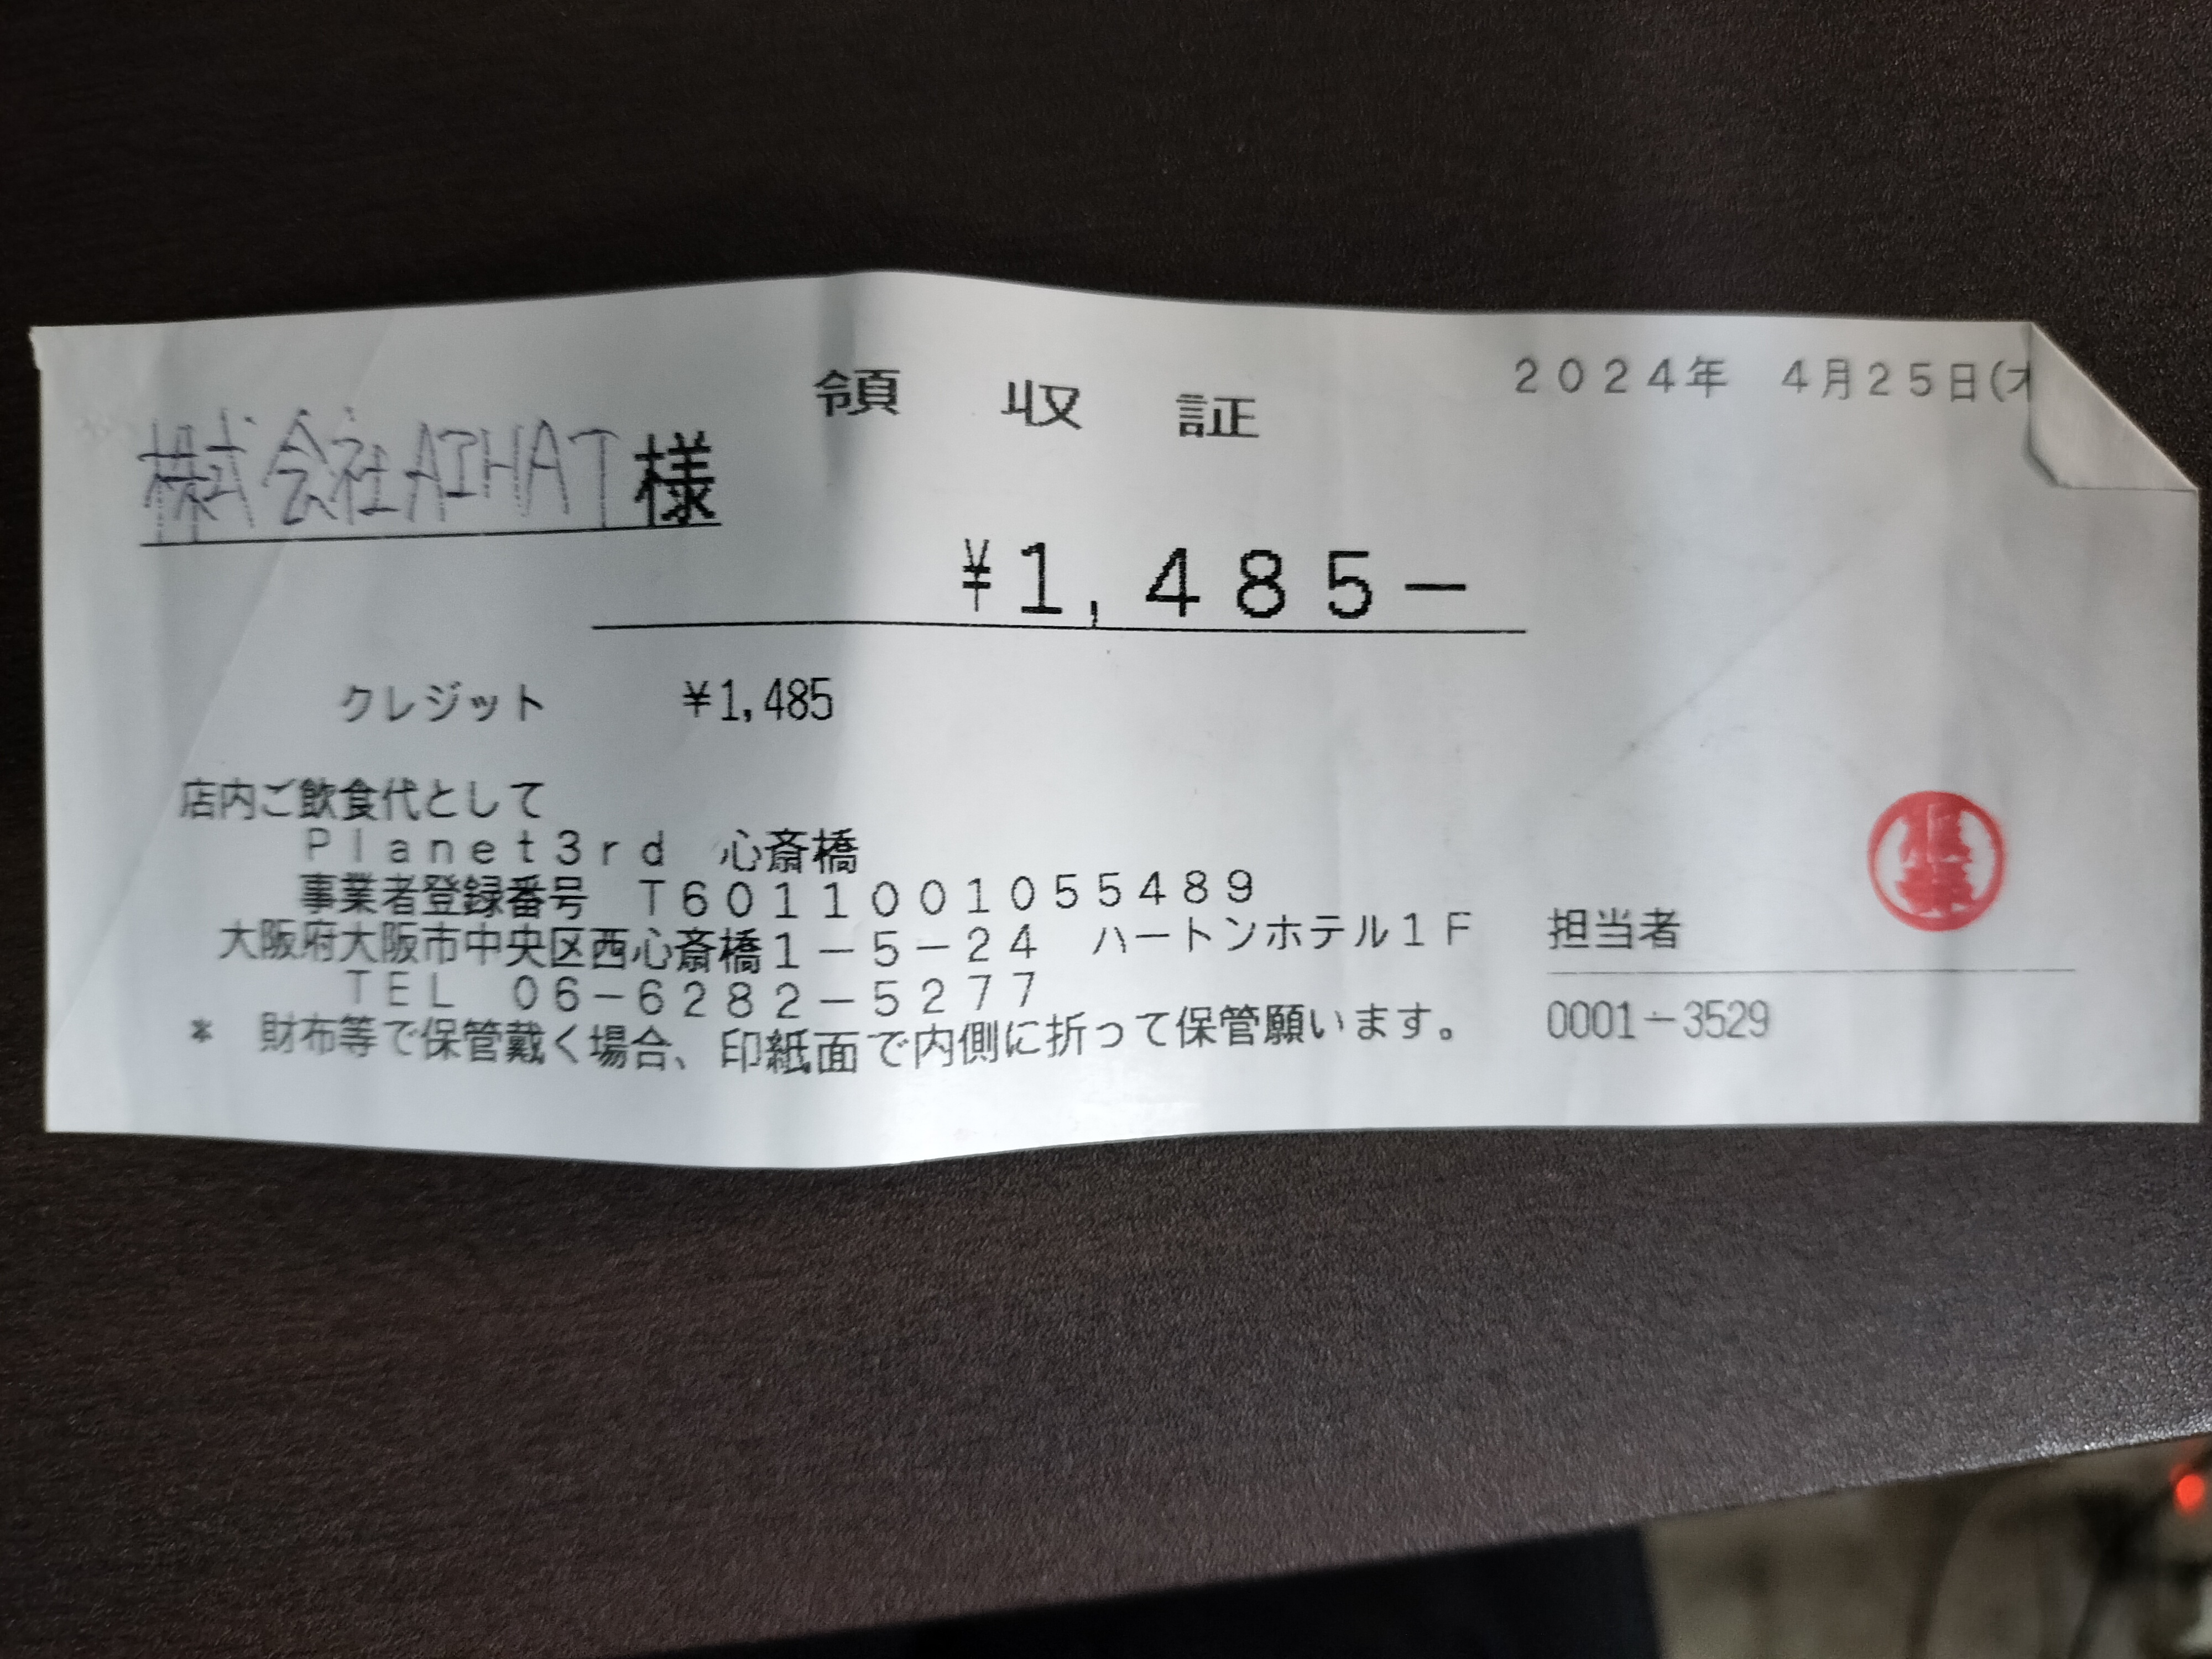 領収証
2024年 4月25日(木
株式会社AIHAT様
¥1,485-
クレジット ¥1,485
店内ご飲食代として
Planet3rd 心斎橋
事業者登録番号 T6011001055489
大阪府大阪市中央区西心斎橋1-5-24 ハートンホテル1F
担当者
TEL 06-6282-5277
0001-3529
* 財布等で保管戴く場合、印紙面で内側に折って保管願います。